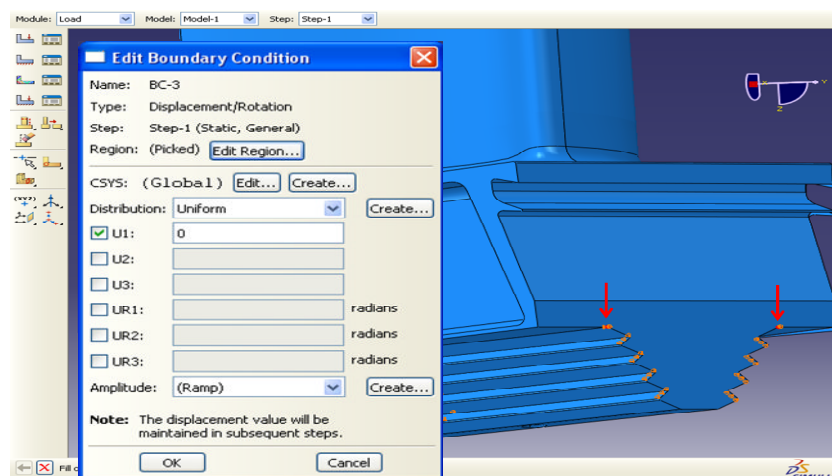 Module: Load Model: Model-1 Step: Step-1
Edit Boundary Condition
Name: BC-3
Type: Displacement/Rotation
Step: Step-1 (Static, General)
Region: (Picked) Edit Region...
CSYS: (Global) Edit... Create...
Distribution: Uniform Create...
U1: 0
U2:
U3:
UR1: radians
UR2: radians
UR3: radians
Amplitude: (Ramp) Create...
Note: The displacement value will be
maintained in subsequent steps.
OK Cancel
Y
Z
Fill